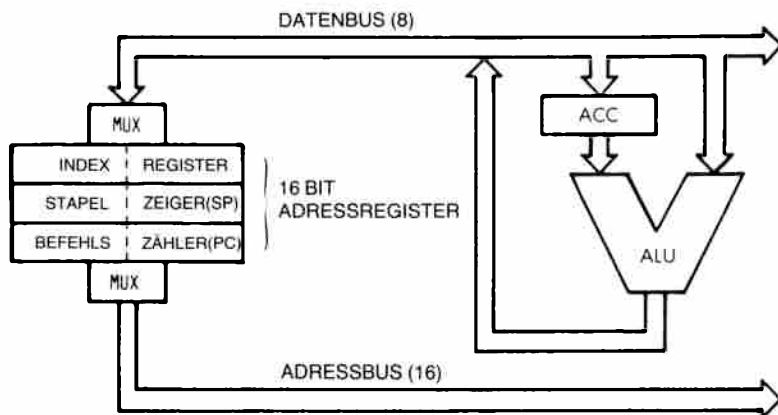 DATENBUS (8)
MUX
ACC
INDEX REGISTER
STAPEL ZEIGER(SP)
BEFEHLS ZÄHLER(PC)
16 BIT
ADRESSREGISTER
ALU
MUX
ADRESSBUS (16)